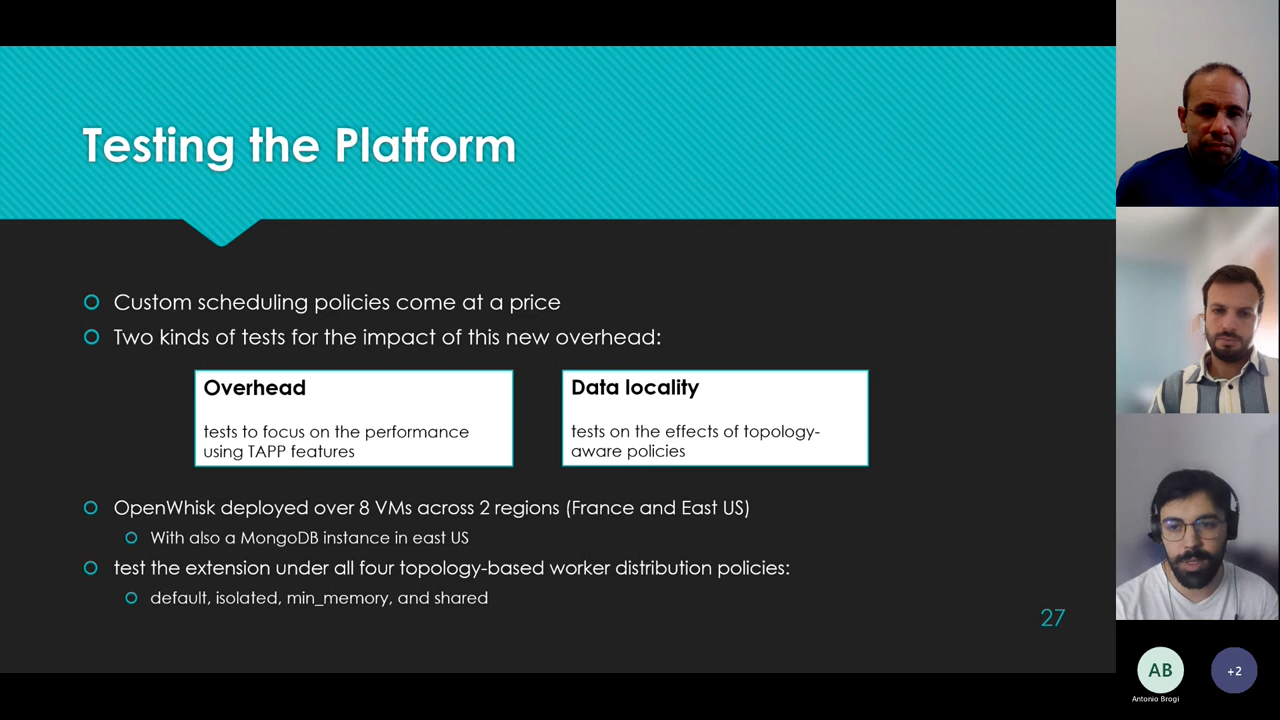 Testing the Platform
Custom scheduling policies come at a price
Two kinds of tests for the impact of this new overhead:
Overhead
tests to focus on the performance
using TAPP features
Data locality
tests on the effects of topology-
aware policies
OpenWhisk deployed over 8 VMs across 2 regions (France and East US)
With also a MongoDB instance in east US
test the extension under all four topology-based worker distribution policies:
default, isolated, min_memory, and shared
27
AB
+2
Antonio Brogi